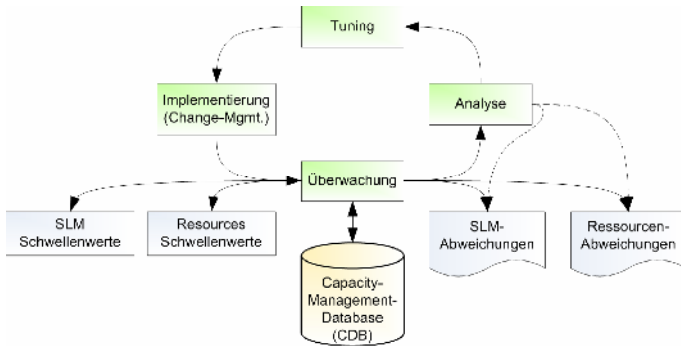 Tuning
Implementierung
(Change-Mgmt.)
Analyse
Überwachung
SLM
Schwellenwerte
Resources
Schwellenwerte
SLM-
Abweichungen
Ressourcen-
Abweichungen
Capacity-
Management-
Database
(CDB)